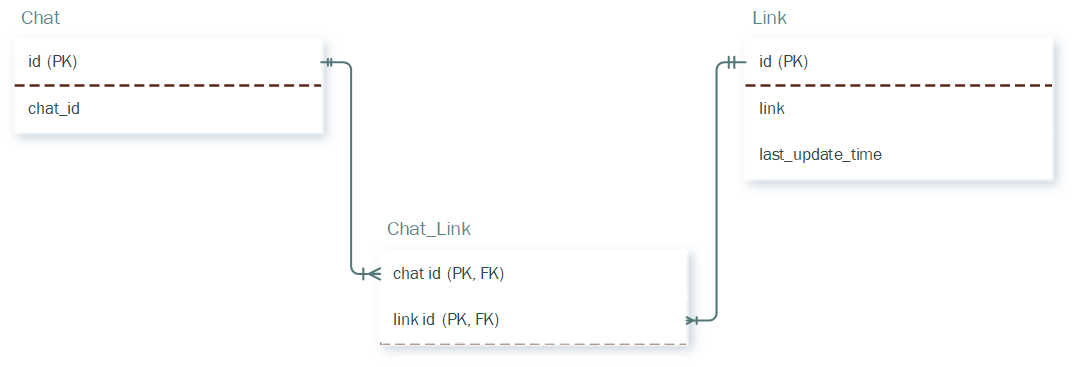 Chat
id (PK)
chat_id
Link
id (PK)
link
last_update_time
Chat_Link
chat id (PK, FK)
link id (PK, FK)